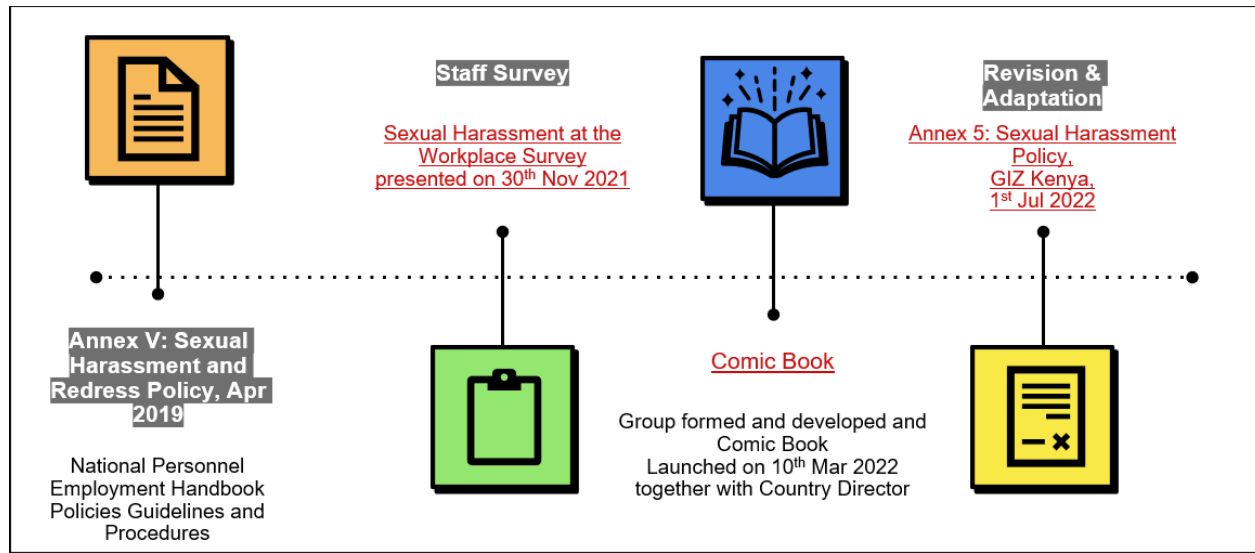 Annex V: Sexual
Harassment and
Redress Policy, Apr
2019
National Personnel
Employment Handbook
Policies Guidelines and
Procedures
Staff Survey
Sexual Harassment at the
Workplace Survey
presented on 30th Nov 2021
Comic Book
Group formed and developed and
Comic Book
Launched on 10th Mar 2022
together with Country Director
Revision &
Adaptation
Annex 5: Sexual Harassment
Policy,
GIZ Kenya,
1st Jul 2022